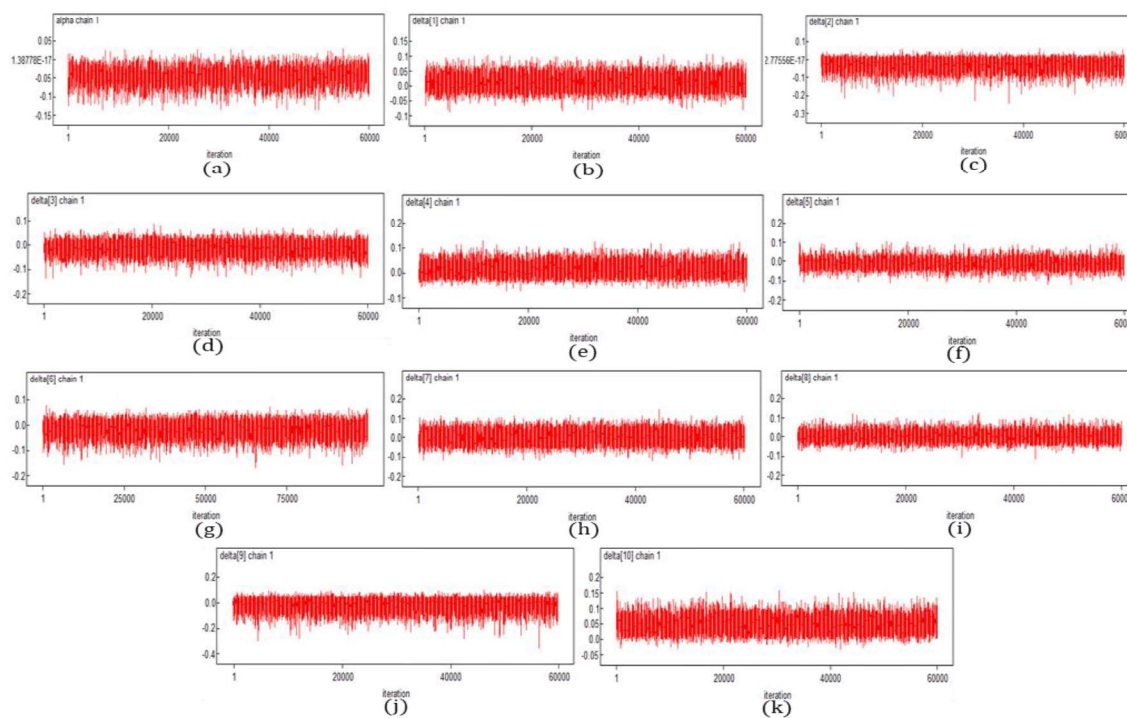 alpha chain 1
0.05
1.38778E-17
-0.05
-0.1
-0.15
1 20000 40000 60000
iteration
(a)
delta[1] chain 1
0.15
0.1
0.05
0.0
-0.05
-0.1
1 20000 40000 60000
iteration
(b)
delta[2] chain 1
0.1
2.77556E-17
-0.1
-0.2
-0.3
1 20000 40000 60000
iteration
(c)
delta[3] chain 1
0.1
0.0
-0.1
-0.2
1 20000 40000 60000
iteration
(d)
delta[4] chain 1
0.2
0.1
0.0
-0.1
1 20000 40000 60000
iteration
(e)
delta[5] chain 1
0.2
0.1
0.0
-0.1
-0.2
1 20000 40000 60000
iteration
(f)
delta[6] chain 1
0.1
0.0
-0.1
-0.2
1 25000 50000 75000
iteration
(g)
delta[7] chain 1
0.2
0.1
0.0
-0.1
-0.2
1 20000 40000 60000
iteration
(h)
delta[8] chain 1
0.2
0.1
0.0
-0.1
-0.2
1 20000 40000 60000
iteration
(i)
delta[9] chain 1
0.2
0.0
-0.2
-0.4
1 20000 40000 60000
iteration
(j)
delta[10] chain 1
0.2
0.15
0.1
0.05
0.0
-0.05
1 20000 40000 60000
iteration
(k)